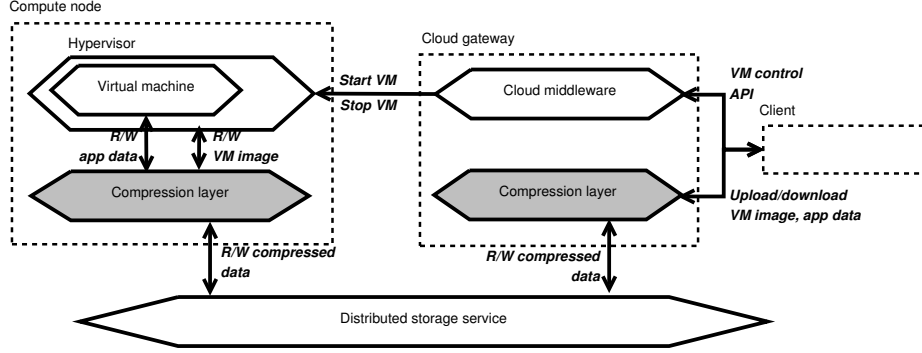 Compute node
Hypervisor
Virtual machine
R/W
app data
R/W
VM image
Compression layer
R/W compressed
data
Start VM
Stop VM
Cloud gateway
Cloud middleware
Compression layer
R/W compressed
data
VM control
API
Client
Upload/download
VM image, app data
Distributed storage service